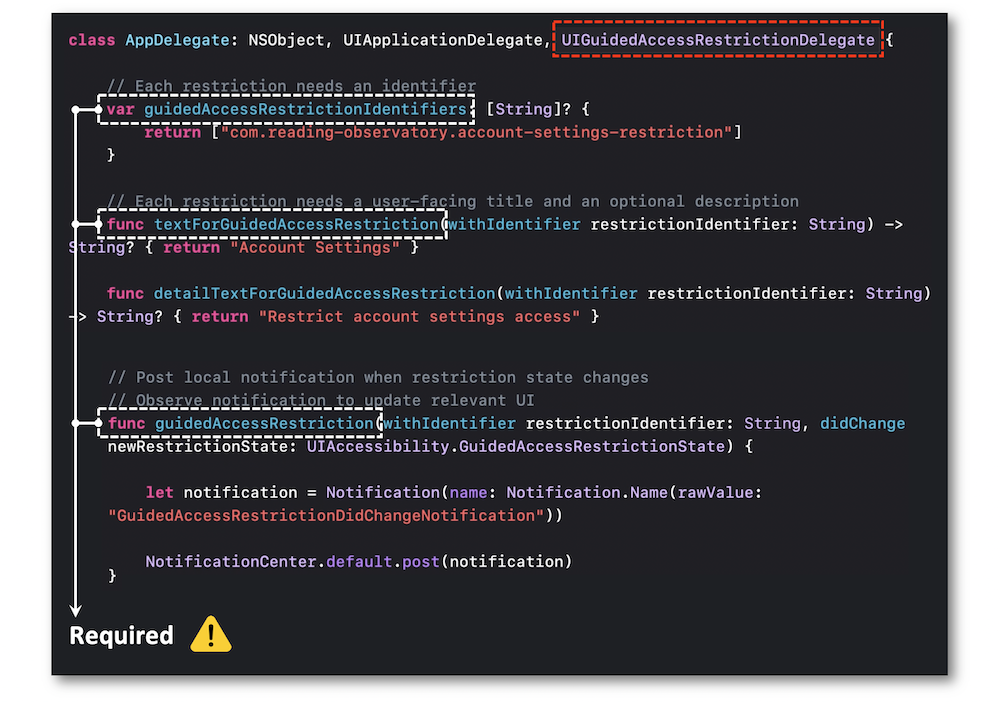 class AppDelegate: NSObject, UIApplicationDelegate, UIGuidedAccessRestrictionDelegate {
// Each restriction needs an identifier
var guidedAccessRestrictionIdentifiers: [String]? {
return ["com.reading-observatory.account-settings-restriction"]
}
// Each restriction needs a user-facing title and an optional description
func textForGuidedAccessRestriction(withIdentifier restrictionIdentifier: String) ->
String? { return "Account Settings" }
func detailTextForGuidedAccessRestriction(withIdentifier restrictionIdentifier: String)
-> String? { return "Restrict account settings access" }
// Post local notification when restriction state changes
// Observe notification to update relevant UI
func guidedAccessRestriction(withIdentifier restrictionIdentifier: String, didChange
newRestrictionState: UIAccessibility.GuidedAccessRestrictionState) {
let notification = Notification(name: Notification.Name(rawValue:
"GuidedAccessRestrictionDidChangeNotification"))
NotificationCenter.default.post(notification)
}
Required